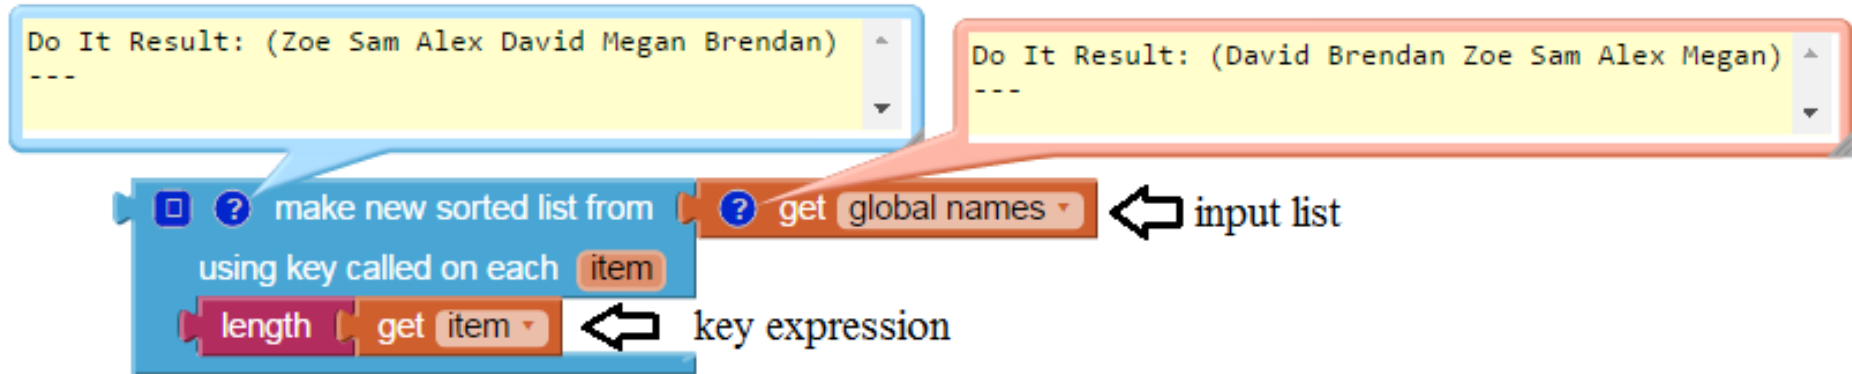 Do It Result: (Zoe Sam Alex David Megan Brendan)
---
Do It Result: (David Brendan Zoe Sam Alex Megan)
---
? make new sorted list from ? get global names input list
using key called on each item
length get item key expression